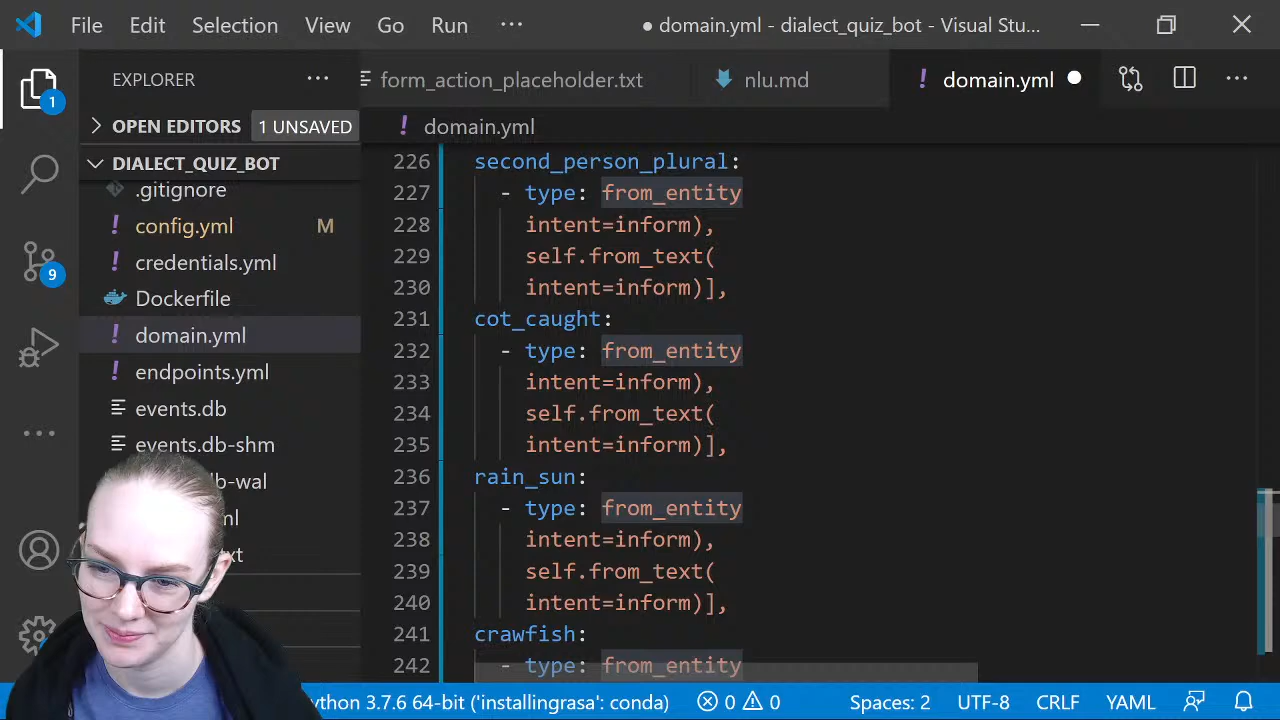 File Edit Selection View Go Run ··· ● domain.yml - dialect_quiz_bot - Visual Stu...
EXPLORER ···
form_action_placeholder.txt nlu.md ! domain.yml ● ···
OPEN EDITORS 1 UNSAVED
! domain.yml
DIALECT_QUIZ_BOT
.gitignore
! config.yml M
! credentials.yml
Dockerfile
! domain.yml
! endpoints.yml
events.db
events.db-shm
db-wal
ml
xt
1
9
226 second_person_plural:
227 - type: from_entity
228 intent=inform),
229 self.from_text(
230 intent=inform)],
231 cot_caught:
232 - type: from_entity
233 intent=inform),
234 self.from_text(
235 intent=inform)],
236 rain_sun:
237 - type: from_entity
238 intent=inform),
239 self.from_text(
240 intent=inform)],
241 crawfish:
242 - type: from_entity
ython 3.7.6 64-bit ('installingrasa': conda) 0 0 Spaces: 2 UTF-8 CRLF YAML